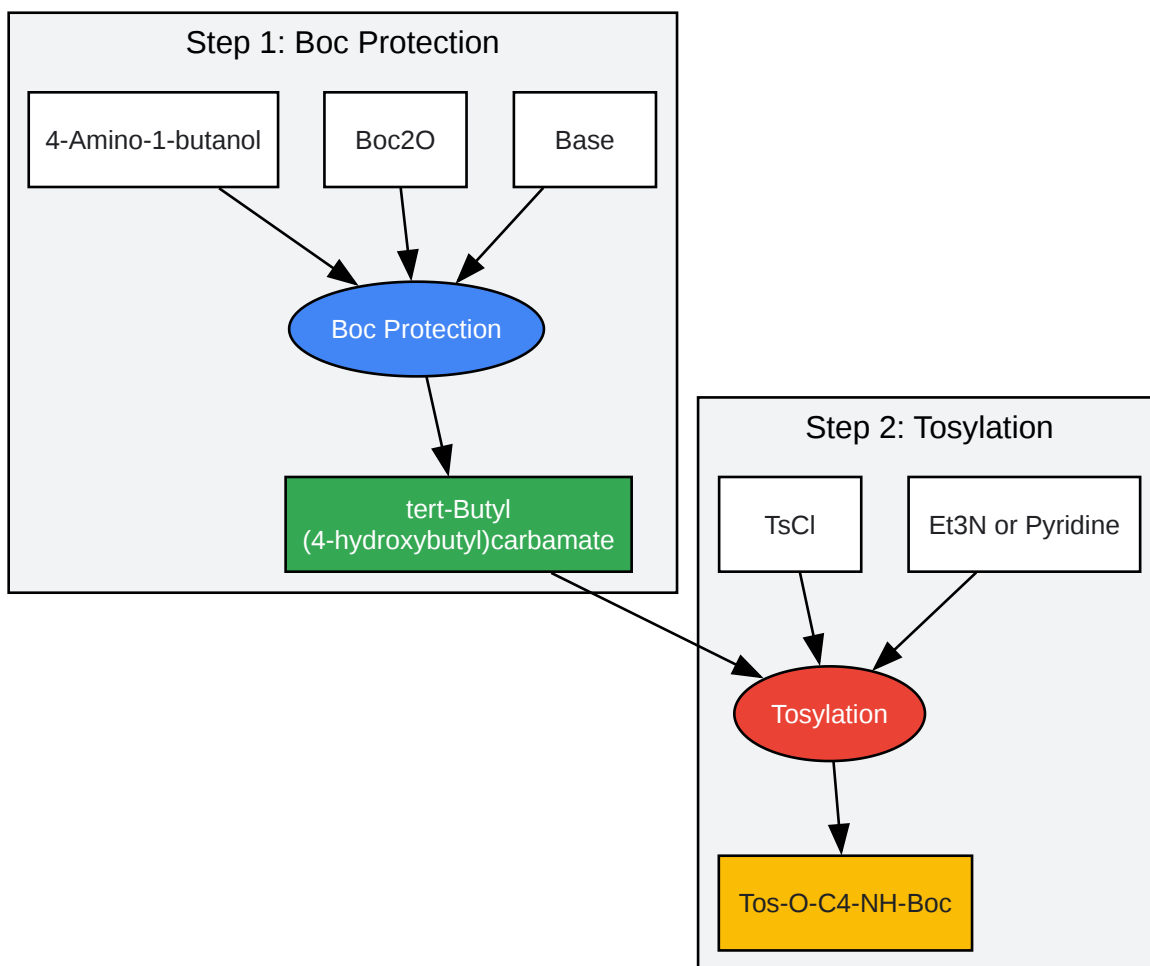 Step 1: Boc Protection
4-Amino-1-butanol
Boc2O
Base
Boc Protection
tert-Butyl
(4-hydroxybutyl)carbamate
Step 2: Tosylation
TsCl
Et3N or Pyridine
Tosylation
Tos-O-C4-NH-Boc